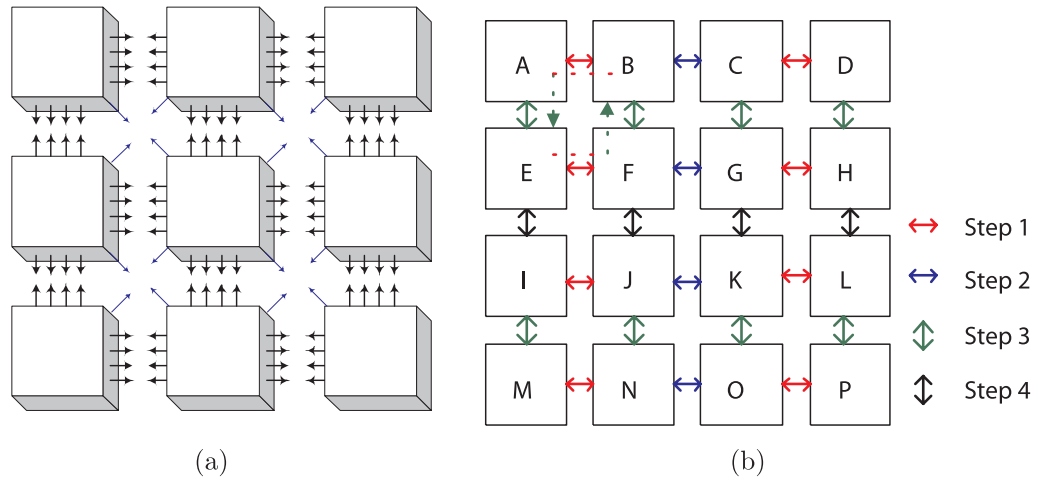 A B C D
E F G H
I J K L
M N O P
Step 1
Step 2
Step 3
Step 4
(a) (b)